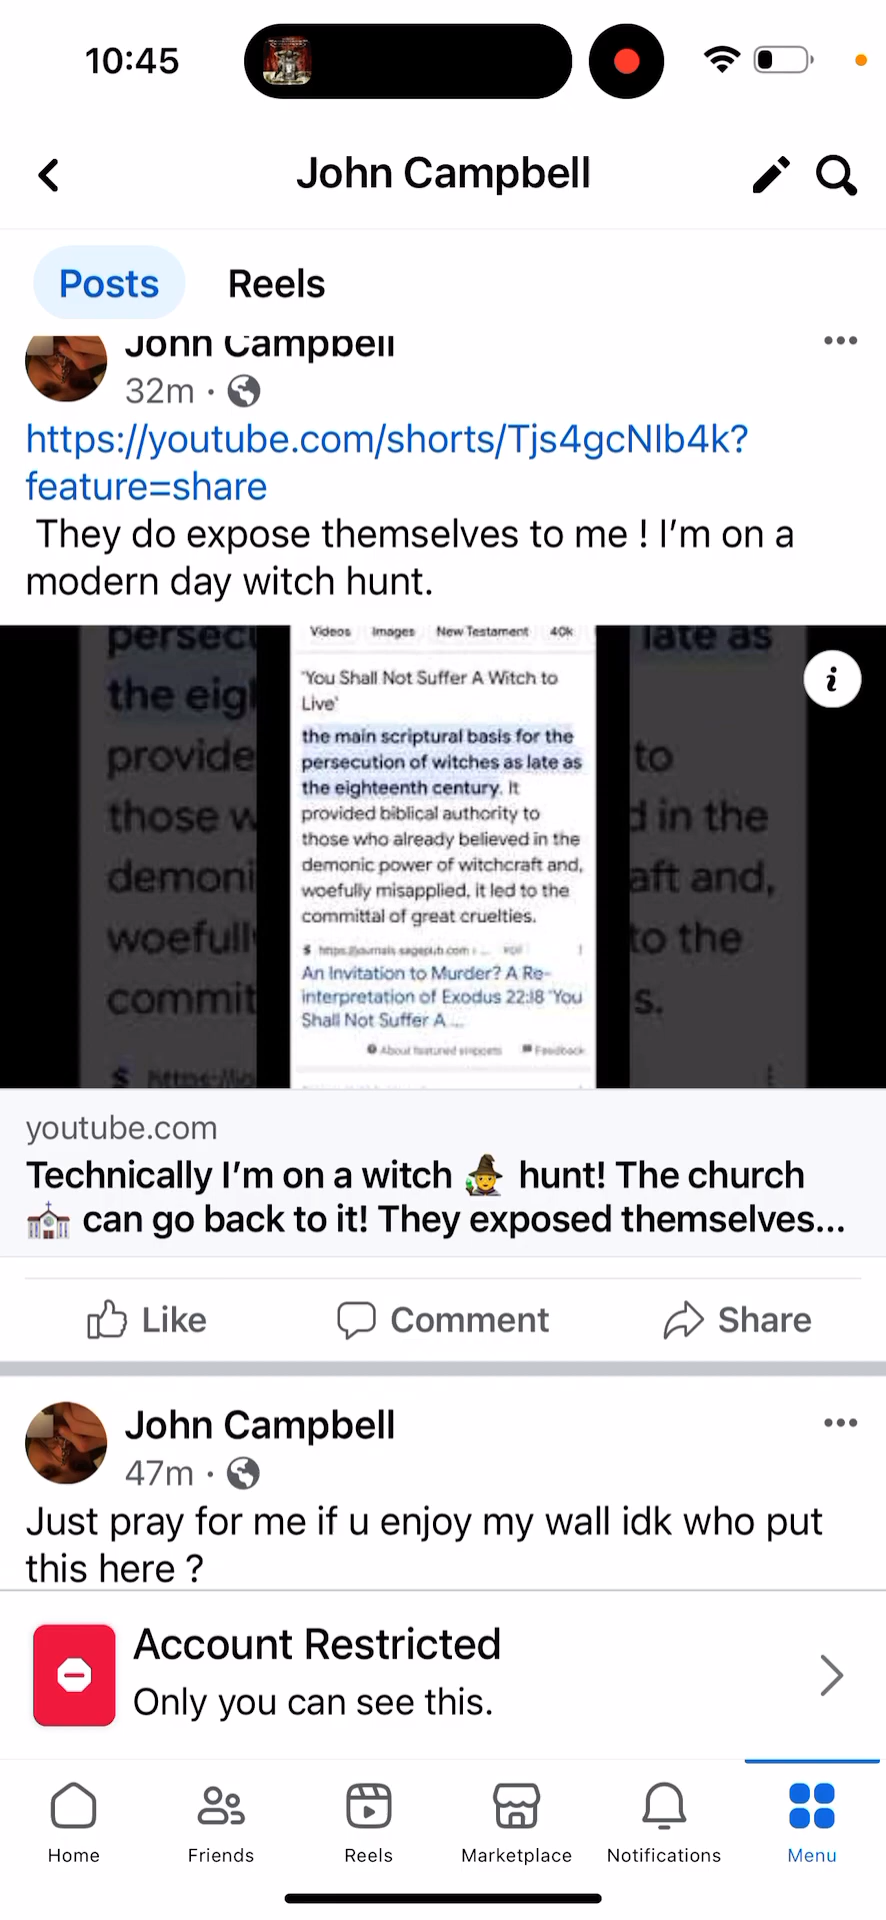 10:45
John Campbell
Posts Reels
John Campbell
32m ·
https://youtube.com/shorts/Tjs4gcNIb4k?
feature=share
They do expose themselves to me ! I'm on a
modern day witch hunt.
Videos Images New Testament 40k
persec late as
'You Shall Not Suffer A Witch to
Live'
the main scriptural basis for the
persecution of witches as late as
the eighteenth century. It
provided biblical authority to
those who already believed in the
demonic power of witchcraft and,
woefully misapplied, it led to the
committal of great cruelties.
the eig
provide to
those w d in the
demoni aft and,
woefull to the
commit s.
https://journals.sagepub.com › ... PDF
An Invitation to Murder? A Re-
interpretation of Exodus 22:18 'You
Shall Not Suffer A ...
About featured snippets Feedback
youtube.com
Technically I'm on a witch 🧙 hunt! The church
⛪ can go back to it! They exposed themselves...
Like Comment Share
John Campbell
47m ·
Just pray for me if u enjoy my wall idk who put
this here ?
Account Restricted
Only you can see this.
Home Friends Reels Marketplace Notifications Menu